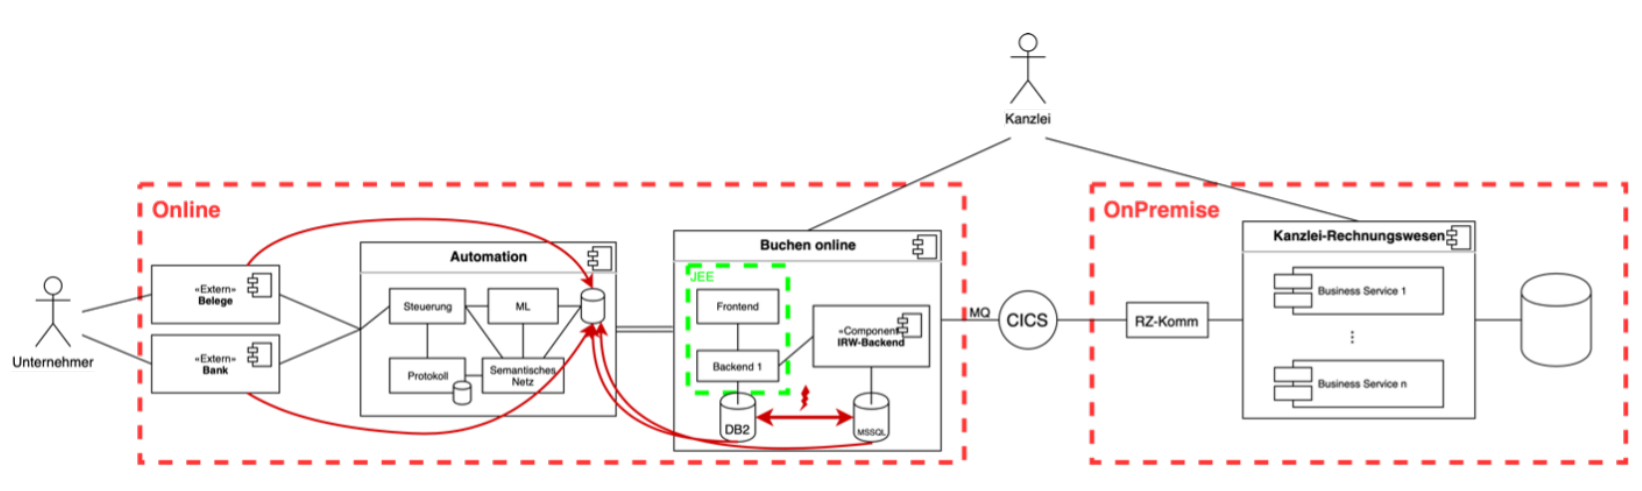 Kanzlei
Online
OnPremise
Unternehmer
«Extern»
Belege
«Extern»
Bank
Automation
Steuerung
ML
Protokoll
Semantisches
Netz
Buchen online
JEE
Frontend
Backend 1
«Component
IRW-Backend
DB2
MSSQL
MQ
CICS
RZ-Komm
Kanzlei-Rechnungswesen
Business Service 1
⋮
Business Service n